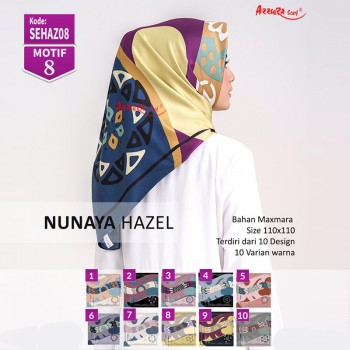 Kode:
SEHAZ08
MOTIF
8
Azzura Scarf
NUNAYA HAZEL
Bahan Maxmara
Size 110x110
Terdiri dari 10 Design
10 Varian warna
1
2
3
4
5
6
7
8
9
10